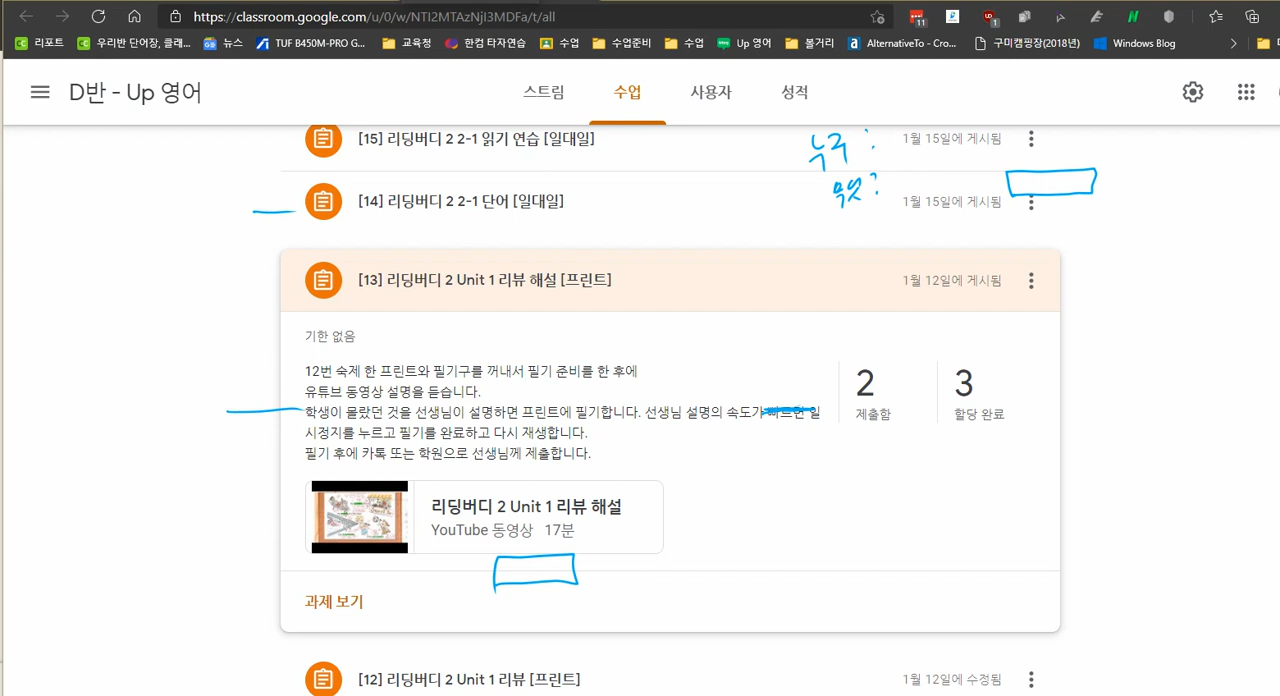 https://classroom.google.com/u/0/w/NTI2MTAzNjI3MDFa/t/all
11
1
리포트
우리반 단어장, 클래...
뉴스
TUF B450M-PRO G...
교육청
한컴 타자연습
수업
수업준비
수업
Up 영어
볼거리
AlternativeTo - Cro...
구미캠핑장(2018년)
Windows Blog
D반 - Up 영어
스트림
수업
사용자
성적
[15] 리딩버디 2 2-1 읽기 연습 [일대일]
누구?
1월 15일에 게시됨
무엇?
[14] 리딩버디 2 2-1 단어 [일대일]
1월 15일에 게시됨
[13] 리딩버디 2 Unit 1 리뷰 해설 [프린트]
1월 12일에 게시됨
기한 없음
12번 숙제 한 프린트와 필기구를 꺼내서 필기 준비를 한 후에
유튜브 동영상 설명을 듣습니다.
학생이 몰랐던 것을 선생님이 설명하면 프린트에 필기합니다. 선생님 설명의 속도가 빠르면 일
시정지를 누르고 필기를 완료하고 다시 재생합니다.
필기 후에 카톡 또는 학원으로 선생님께 제출합니다.
2
제출함
3
할당 완료
리딩버디 2 Unit 1 리뷰 해설
YouTube 동영상 17분
과제 보기
[12] 리딩버디 2 Unit 1 리뷰 [프린트]
1월 12일에 수정됨